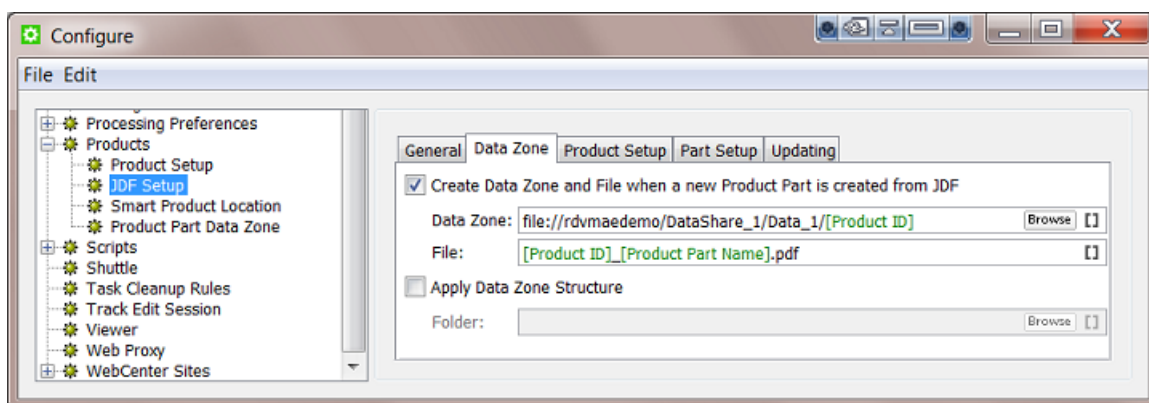 Configure
File Edit
Processing Preferences
Products
Product Setup
JDF Setup
Smart Product Location
Product Part Data Zone
Scripts
Shuttle
Task Cleanup Rules
Track Edit Session
Viewer
Web Proxy
WebCenter Sites
General Data Zone Product Setup Part Setup Updating
Create Data Zone and File when a new Product Part is created from JDF
Data Zone: file://rdvmaedemo/DataShare_1/Data_1/[Product ID] Browse []
File: [Product ID]_[Product Part Name].pdf []
Apply Data Zone Structure
Folder: Browse []